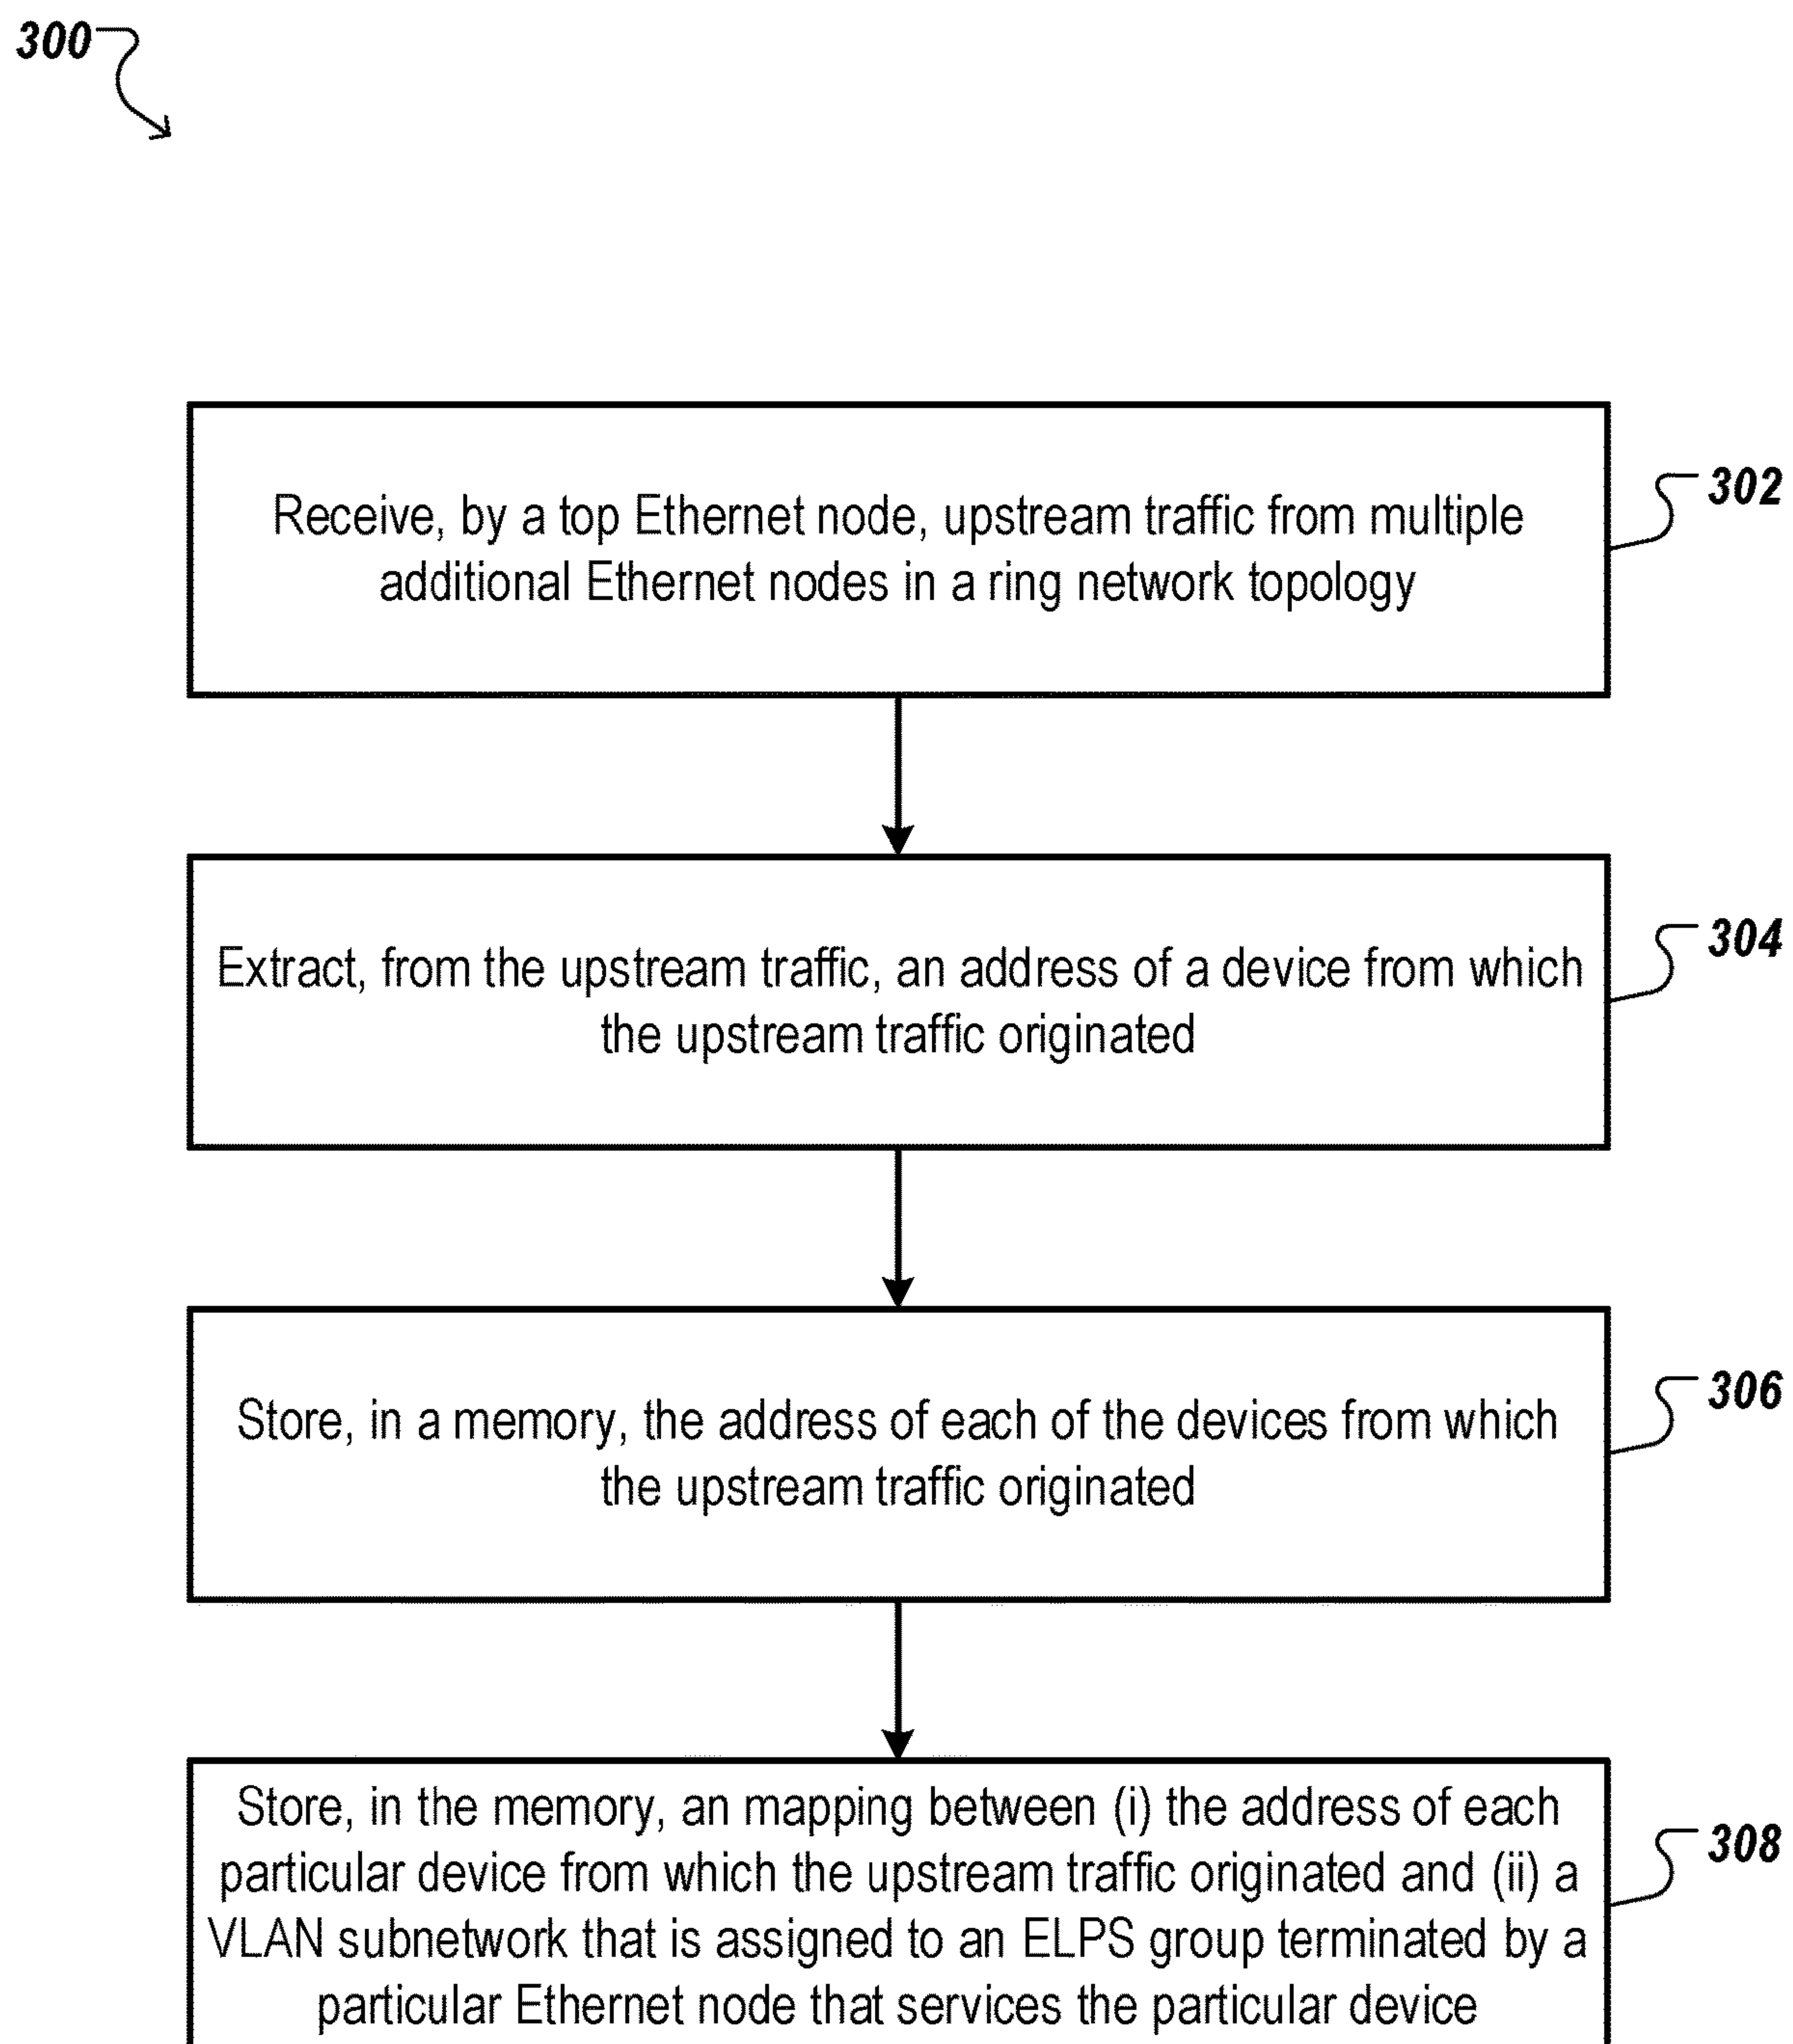 300
Receive, by a top Ethernet node, upstream traffic from multiple
additional Ethernet nodes in a ring network topology
302
Extract, from the upstream traffic, an address of a device from which
the upstream traffic originated
304
Store, in a memory, the address of each of the devices from which
the upstream traffic originated
306
Store, in the memory, an mapping between (i) the address of each
particular device from which the upstream traffic originated and (ii) a
VLAN subnetwork that is assigned to an ELPS group terminated by a
particular Ethernet node that services the particular device
308